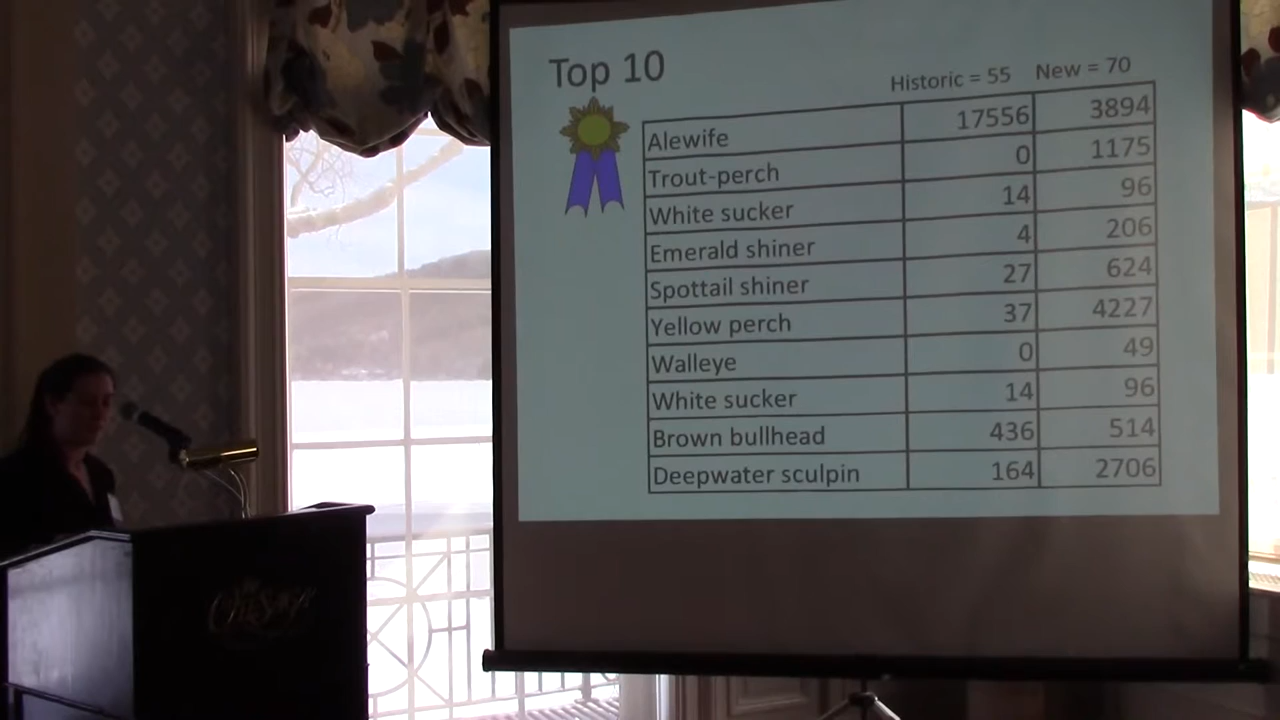 Top 10
Historic = 55 New = 70
Alewife 17556 3894
Trout-perch 0 1175
White sucker 14 96
Emerald shiner 4 206
Spottail shiner 27 624
Yellow perch 37 4227
Walleye 0 49
White sucker 14 96
Brown bullhead 436 514
Deepwater sculpin 164 2706